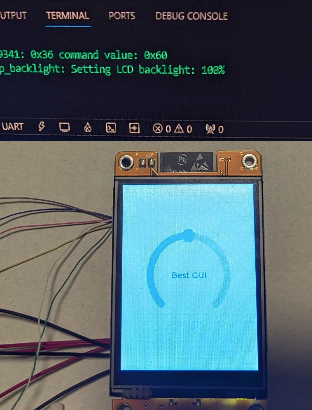 UTPUT TERMINAL PORTS DEBUG CONSOLE
9341: 0x36 command value: 0x60
p_backlight: Setting LCD backlight: 100%
UART 0 0 0
Best GUI